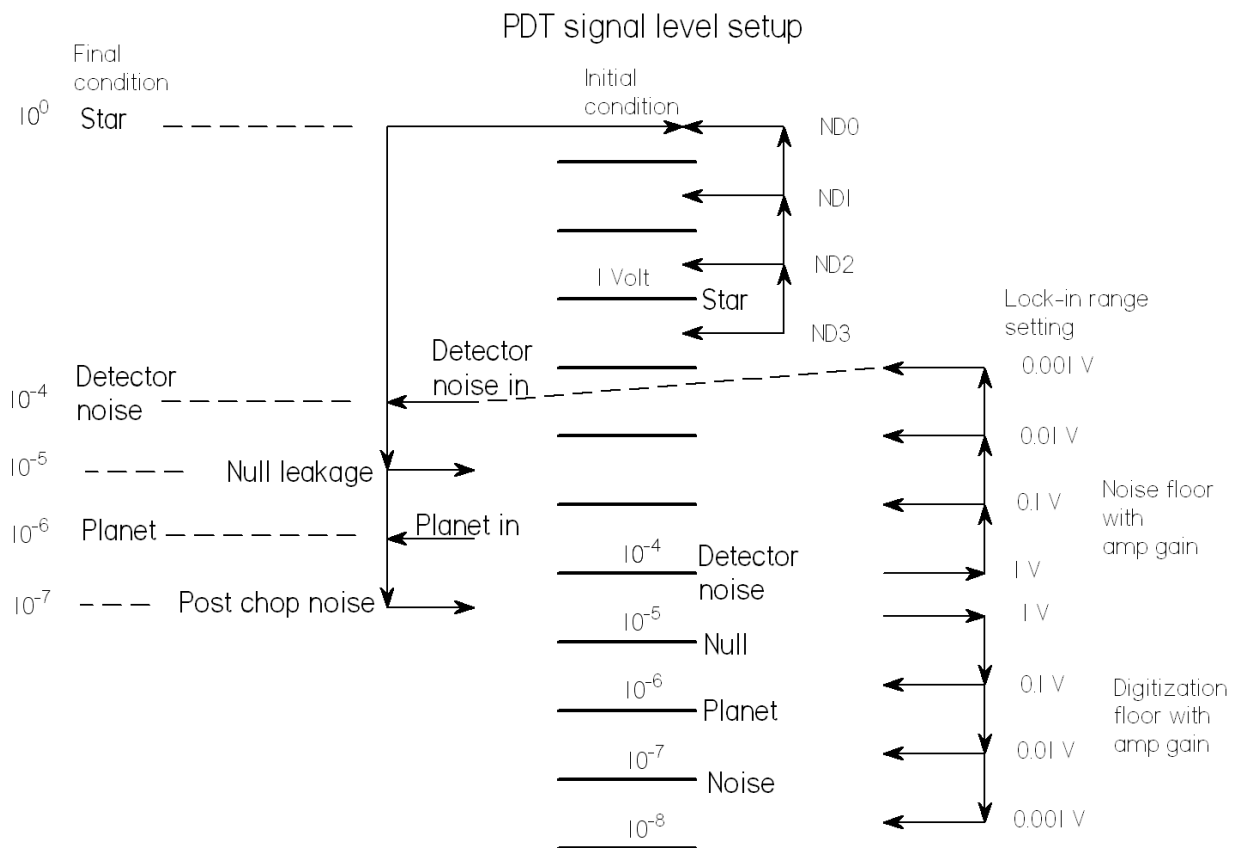 PDT signal level setup
Final
condition
10⁰ Star
Initial
condition
ND0
ND1
ND2
1 Volt
Star
ND3
Lock-in range
setting
Detector
noise in
0.001 V
10⁻⁴ Detector
noise
0.01 V
10⁻⁵ Null leakage
0.1 V
Noise floor
with
amp gain
10⁻⁶ Planet
Planet in
10⁻⁴ Detector
noise
1 V
10⁻⁷ Post chop noise
1 V
10⁻⁵ Null
10⁻⁶ Planet
0.1 V
Digitization
floor with
amp gain
10⁻⁷ Noise
0.01 V
10⁻⁸
0.001 V